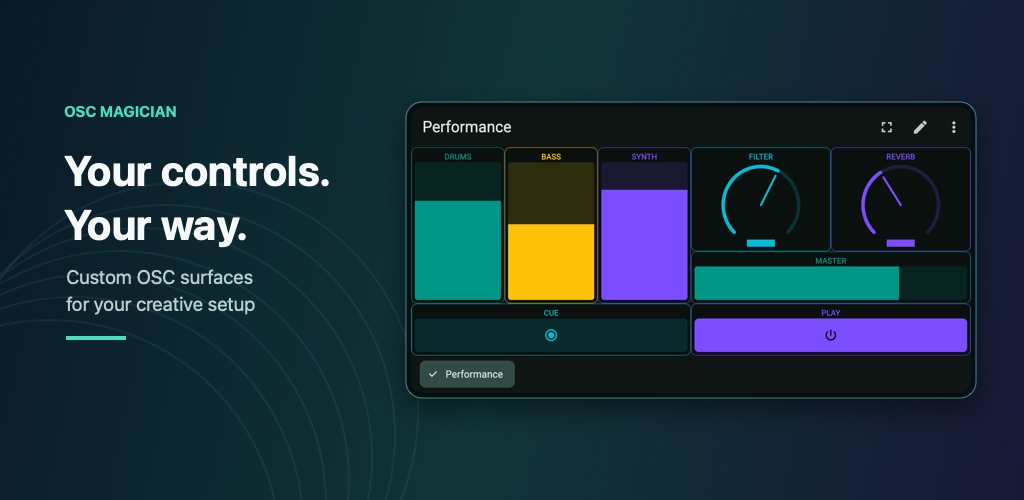 OSC MAGICIAN
Your controls.
Your way.
Custom OSC surfaces
for your creative setup
Performance
DRUMS
BASS
SYNTH
FILTER
REVERB
MASTER
CUE
PLAY
Performance